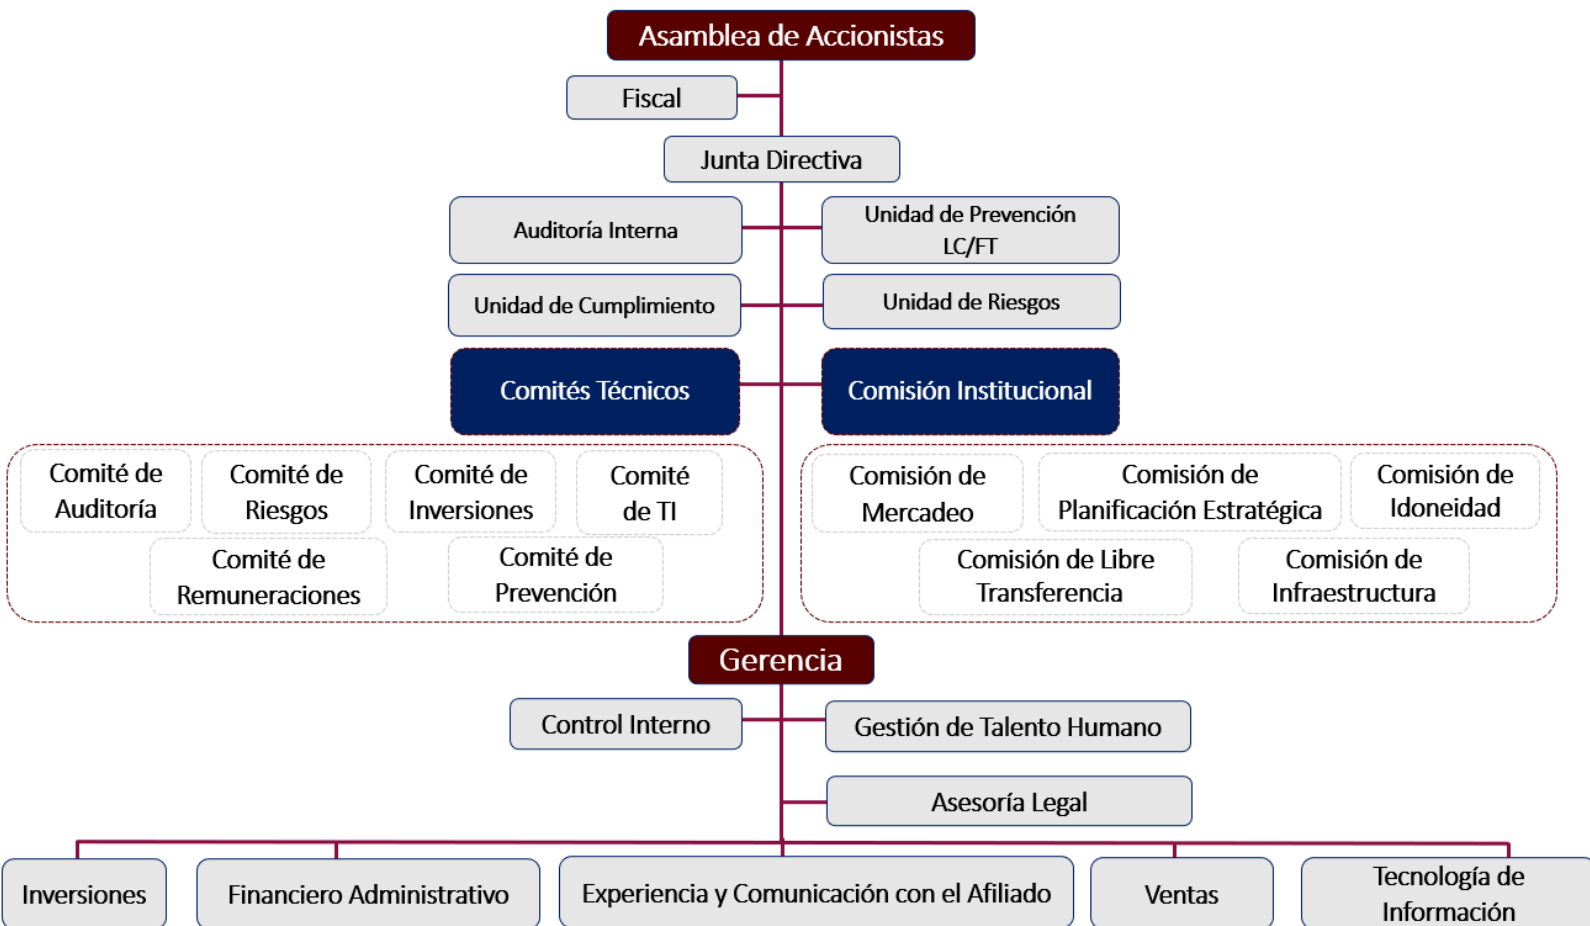 Asamblea de Accionistas
Fiscal
Junta Directiva
Auditoría Interna
Unidad de Prevención
LC/FT
Unidad de Cumplimiento
Unidad de Riesgos
Comités Técnicos
Comisión Institucional
Comité de
Auditoría
Comité de
Riesgos
Comité de
Inversiones
Comité
de TI
Comité de
Remuneraciones
Comité de
Prevención
Comisión de
Mercadeo
Comisión de
Planificación Estratégica
Comisión de
Idoneidad
Comisión de Libre
Transferencia
Comisión de
Infraestructura
Gerencia
Control Interno
Gestión de Talento Humano
Asesoría Legal
Inversiones
Financiero Administrativo
Experiencia y Comunicación con el Afiliado
Ventas
Tecnología de
Información